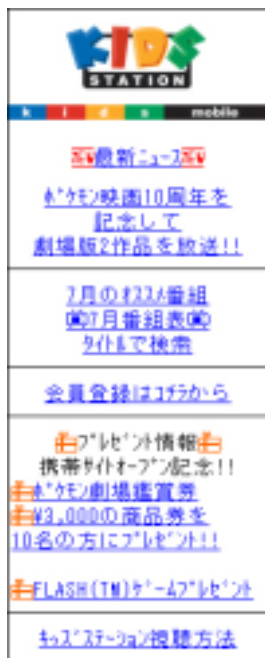 KIDS
STATION
kids mobile
最新ニュース
ポケモン映画10周年を
記念して
劇場版2作品を放送!!
7月のオススメ番組
7月番組表
タイトルで検索
会員登録はコチラから
プレゼント情報
携帯サイトオープン記念!!
ポケモン劇場鑑賞券
¥3,000の商品券を
10名の方にプレゼント!!
FLASH(TM)ゲームプレゼント
キッズステーション視聴方法